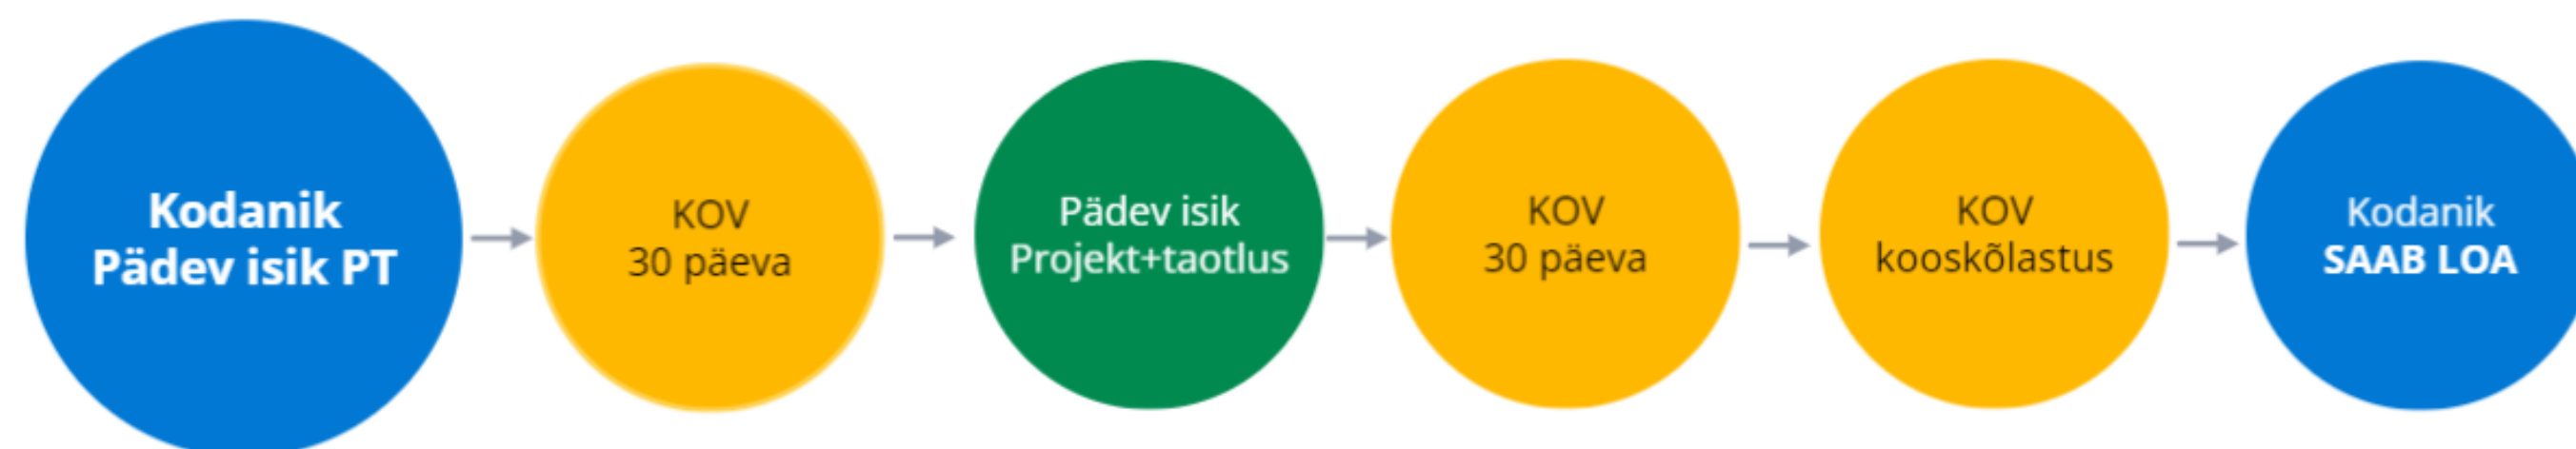 Kodanik
Pädev isik PT
KOV
30 päeva
Pädev isik
Projekt+taotlus
KOV
30 päeva
KOV
kooskõlastus
Kodanik
SAAB LOA